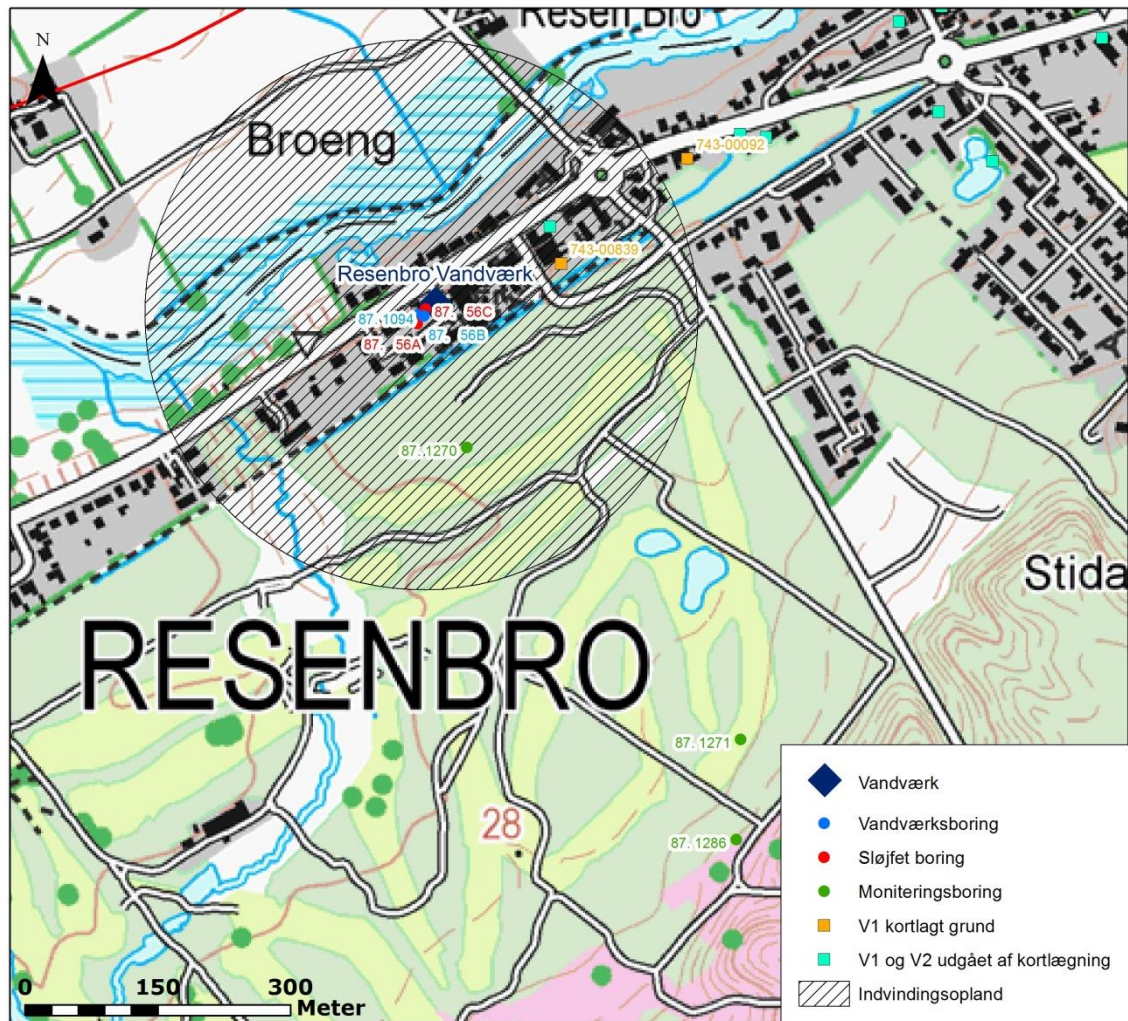 Resen Bro
N
Broeng
743-00092
743-00839
Resenbro Vandværk
87. 1094
87. 56C
87. 56A
87. 56B
87. 1270
RESENBRO
Stida
87. 1271
28
87. 1286
0 150 300
Meter
Vandværk
Vandværksboring
Sløjfet boring
Moniteringsboring
V1 kortlagt grund
V1 og V2 udgået af kortlægning
Indvindingsopland